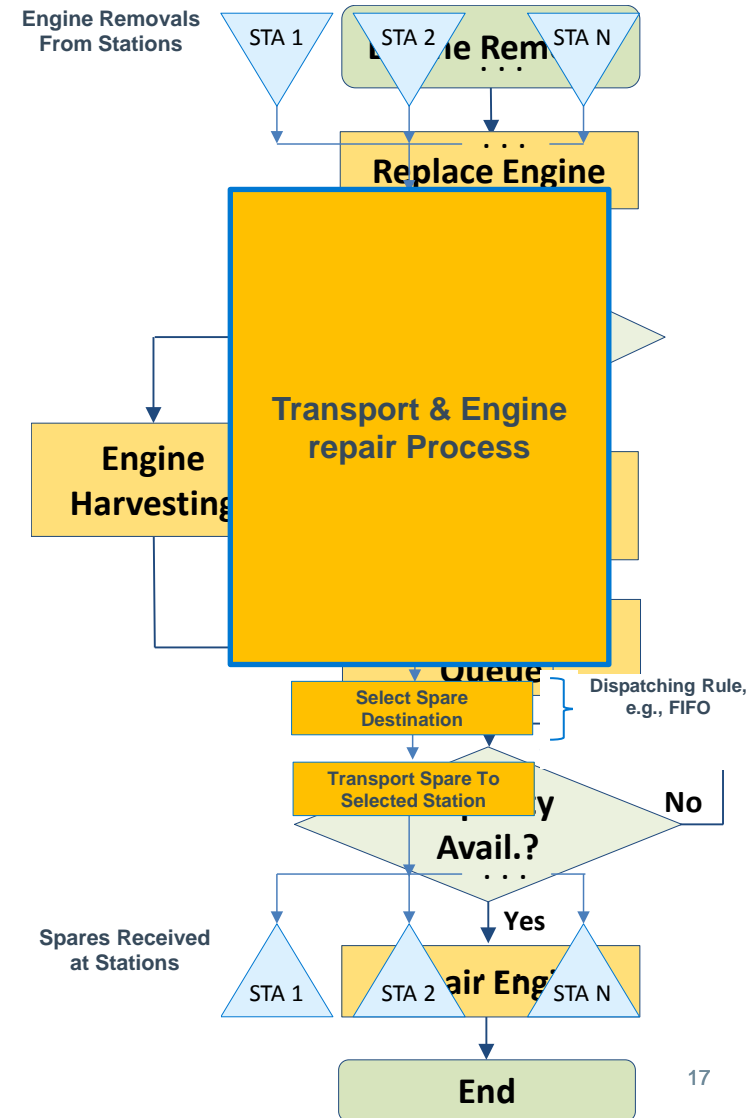 Engine Removals
From Stations
STA 1
STA 2
STA N
Rem
. . .
. . .
Replace Engine
Transport & Engine
repair Process
Engine
Harvesting
Queue
Select Spare
Destination
Dispatching Rule,
e.g., FIFO
Transport Spare To
Selected Station
No
Avail.?
. . .
Yes
Spares Received
at Stations
STA 1
STA 2
STA N
End
17